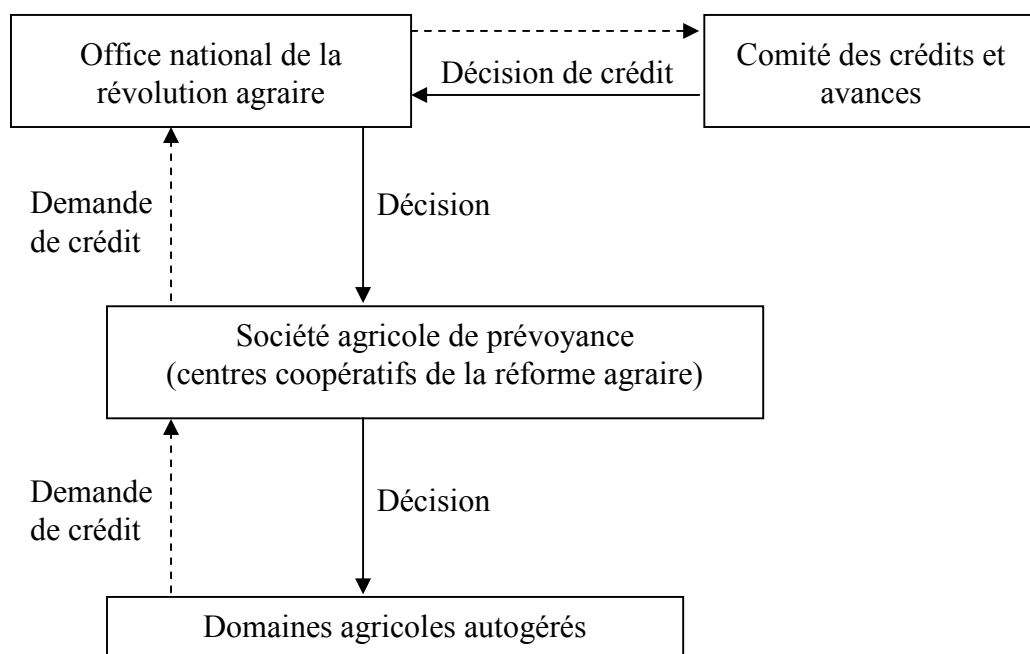 Office national de la
révolution agraire
Décision de crédit
Comité des crédits et
avances
Demande
de crédit
Décision
Société agricole de prévoyance
(centres coopératifs de la réforme agraire)
Demande
de crédit
Décision
Domaines agricoles autogérés